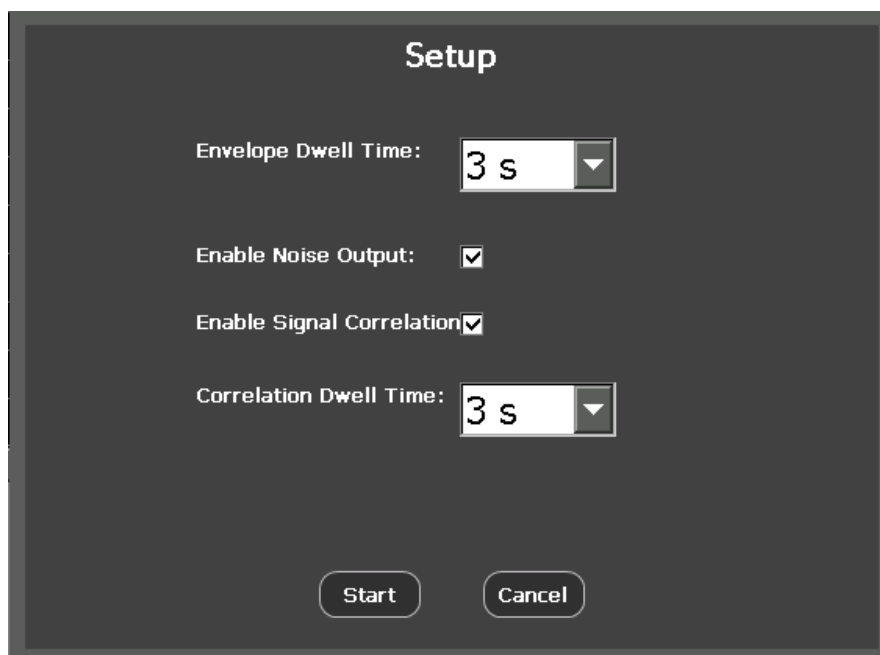 Setup
Envelope Dwell Time: 3 s
Enable Noise Output:
Enable Signal Correlation
Correlation Dwell Time: 3 s
Start Cancel